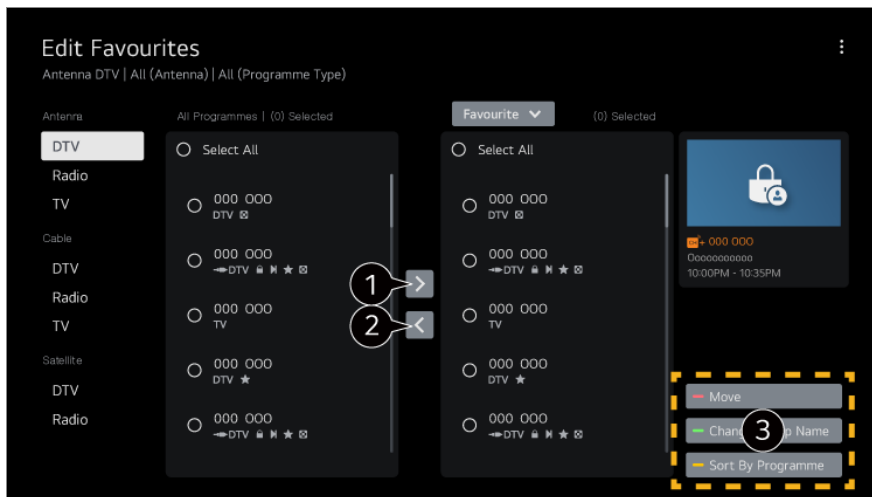 Edit Favourites
Antenna DTV | All (Antenna) | All (Programme Type)
Antenna
DTV
Radio
TV
Cable
DTV
Radio
TV
Satellite
DTV
Radio
All Programmes | (0) Selected
Select All
000 000
DTV
000 000
DTV
000 000
TV
000 000
DTV
000 000
DTV
1
2
Favourite
(0) Selected
Select All
000 000
DTV
000 000
DTV
000 000
TV
000 000
DTV
000 000
DTV
000 000
Ooooooooooo
10:00PM - 10:35PM
Move
3
Name
Sort By Programme